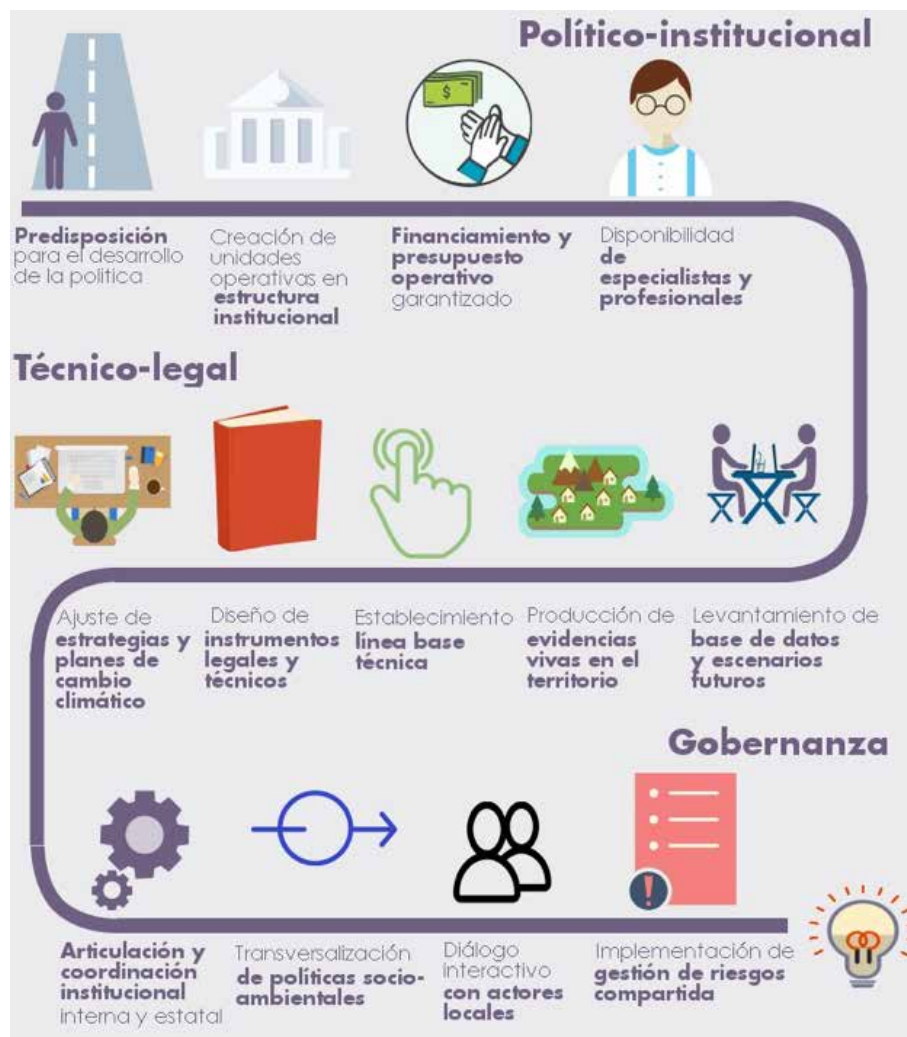 Político-institucional
Predisposición
para el desarrollo
de la politica
Creación de
unidades
operativas en
estructura
institucional
$
Financiamiento y
presupuesto
operativo
garantizado
Disponibilidad
de
especialistas y
profesionales
Técnico-legal
Ajuste de
estrategias y
planes de
cambio
climático
Diseño de
instrumentos
legales y
técnicos
Establecimiento
línea base
técnica
Producción de
evidencias
vivas en el
territorio
Levantamiento de
base de datos
y escenarios
futuros
Gobernanza
!
Articulación y
coordinación
institucional
interna y estatal
Transversalización
de políticas socio-
ambientales
Diálogo
interactivo
con actores
locales
Implementación de
gestión de riesgos
compartida